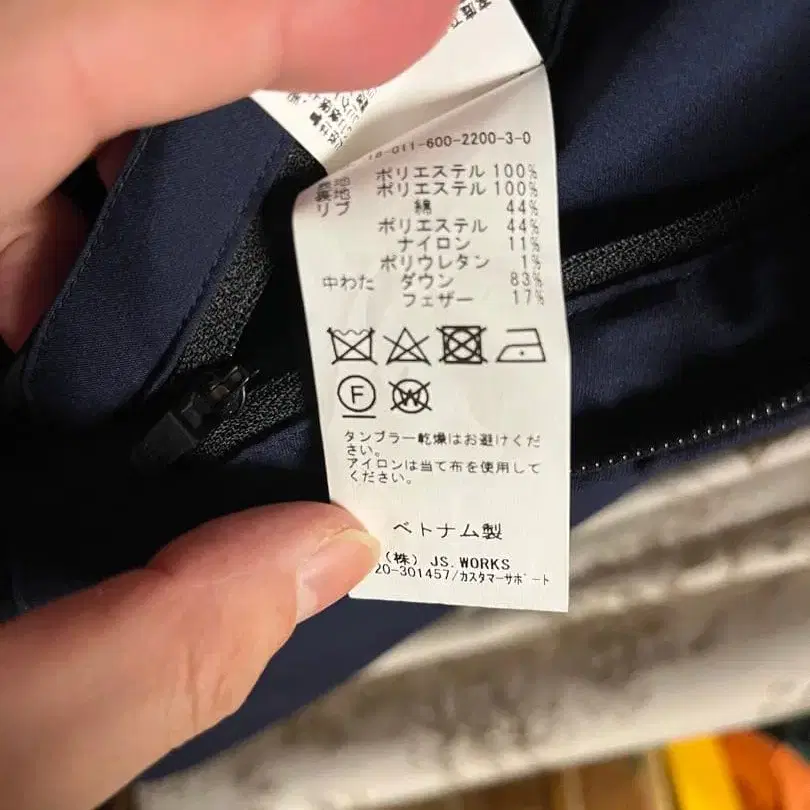 18-011-600-2200-3-0
表地 ポリエステル 100%
裏地 ポリエステル 100%
リブ 綿 44%
ポリエステル 44%
ナイロン 11%
ポリウレタン 1%
中わた ダウン 83%
フェザー 17%
F
W
タンブラー乾燥はお避けくだ
さい。
アイロンは当て布を使用して
ください。
ベトナム製
(株) JS.WORKS
20-301457/カスタマーサポート